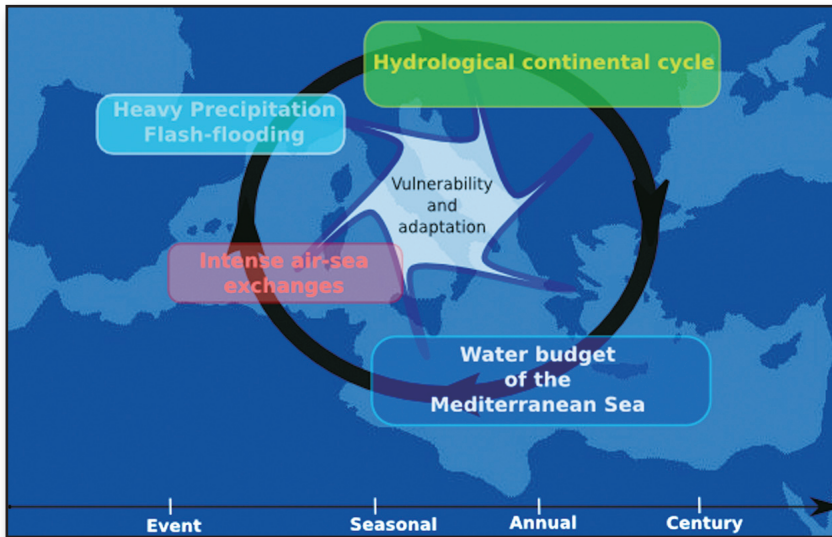 Hydrological continental cycle
Heavy Precipitation
Flash-flooding
Vulnerability
and
adaptation
Intense air-sea
exchanges
Water budget
of the
Mediterranean Sea
Event
Seasonal
Annual
Century